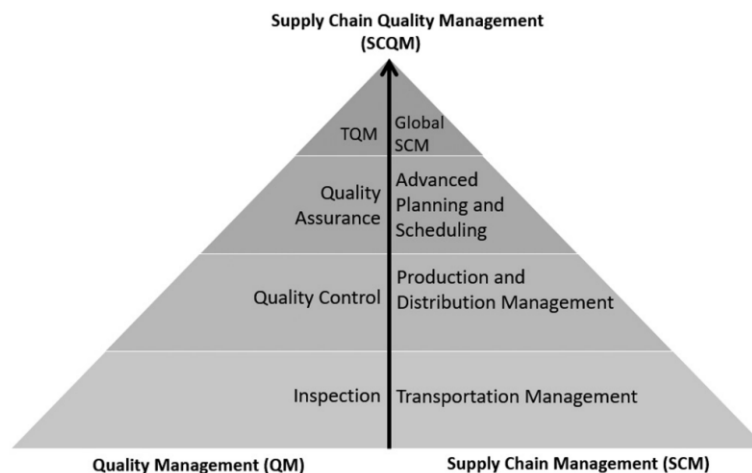 Supply Chain Quality Management
(SCQM)
TQM
Global
SCM
Quality
Assurance
Advanced
Planning and
Scheduling
Quality Control
Production and
Distribution Management
Inspection
Transportation Management
Quality Management (QM)
Supply Chain Management (SCM)